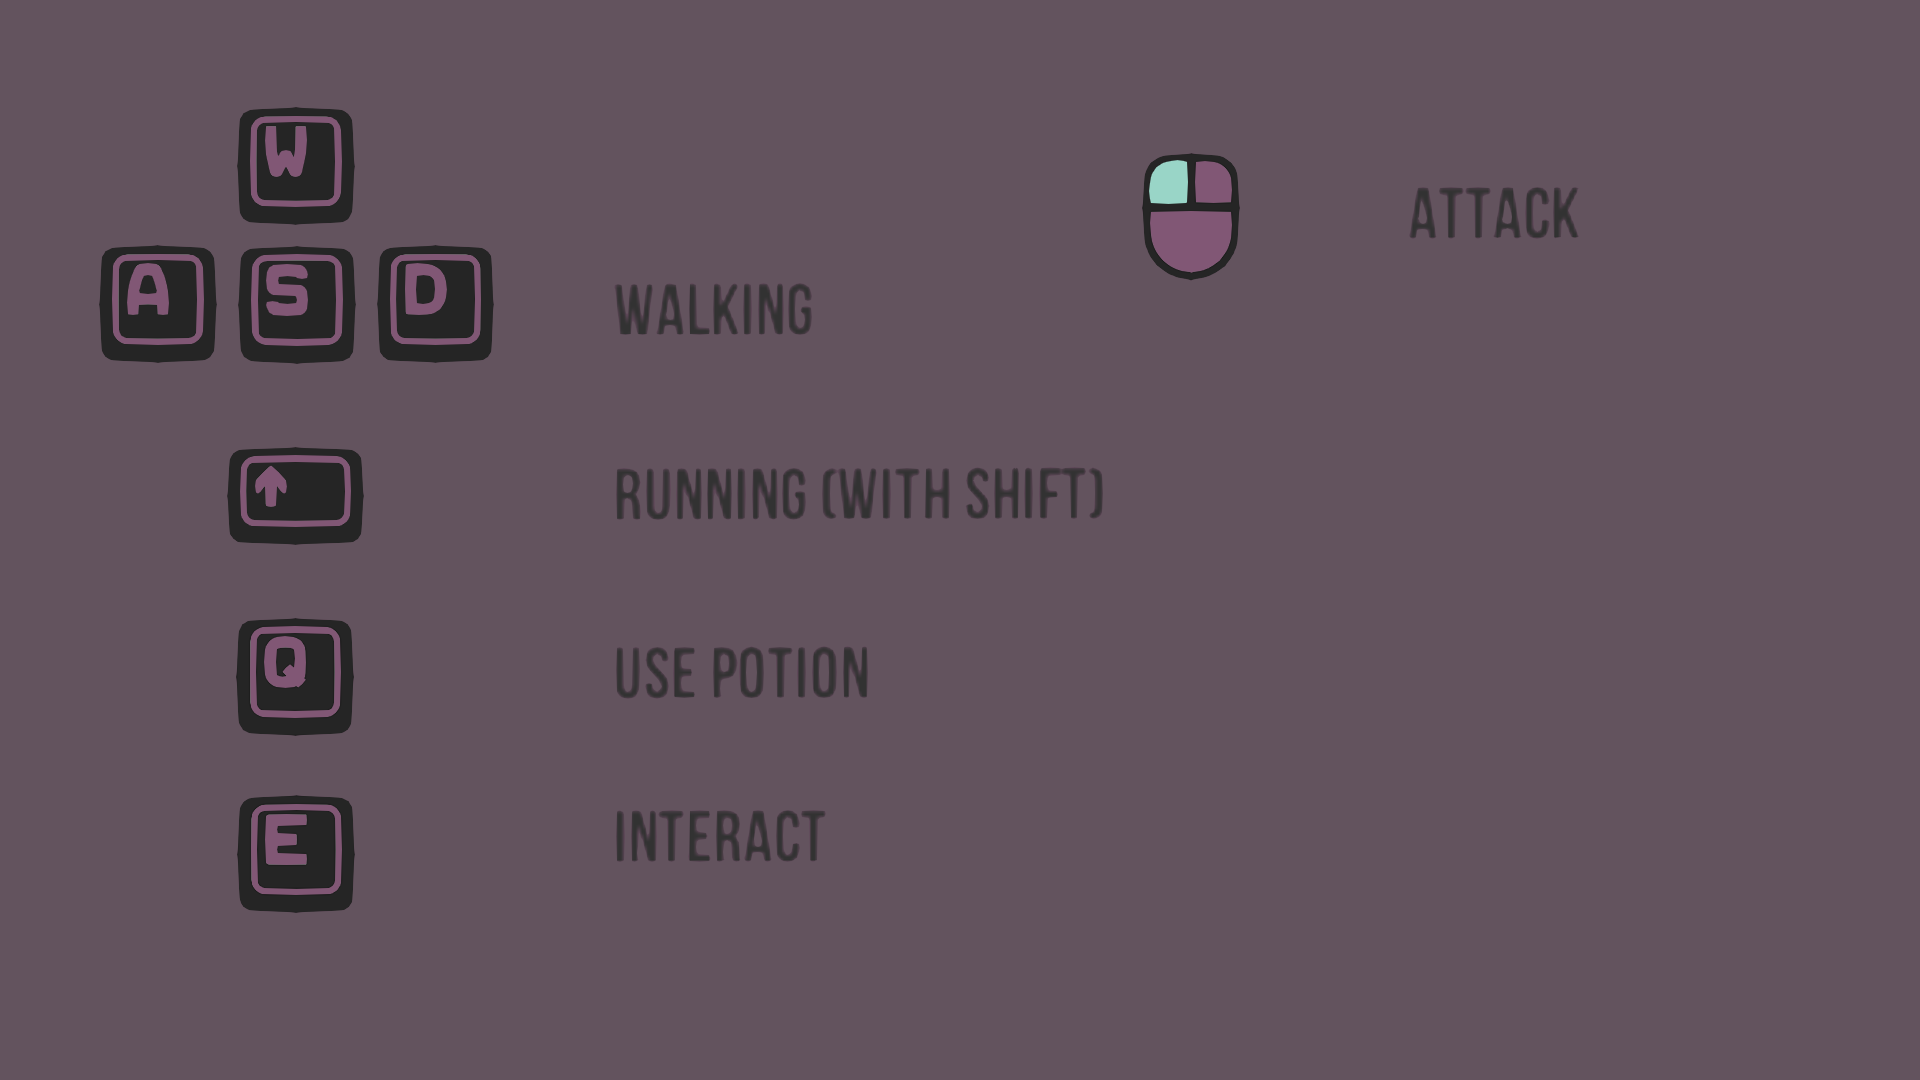 W
A S D
WALKING
RUNNING (WITH SHIFT)
Q
USE POTION
E
INTERACT
ATTACK